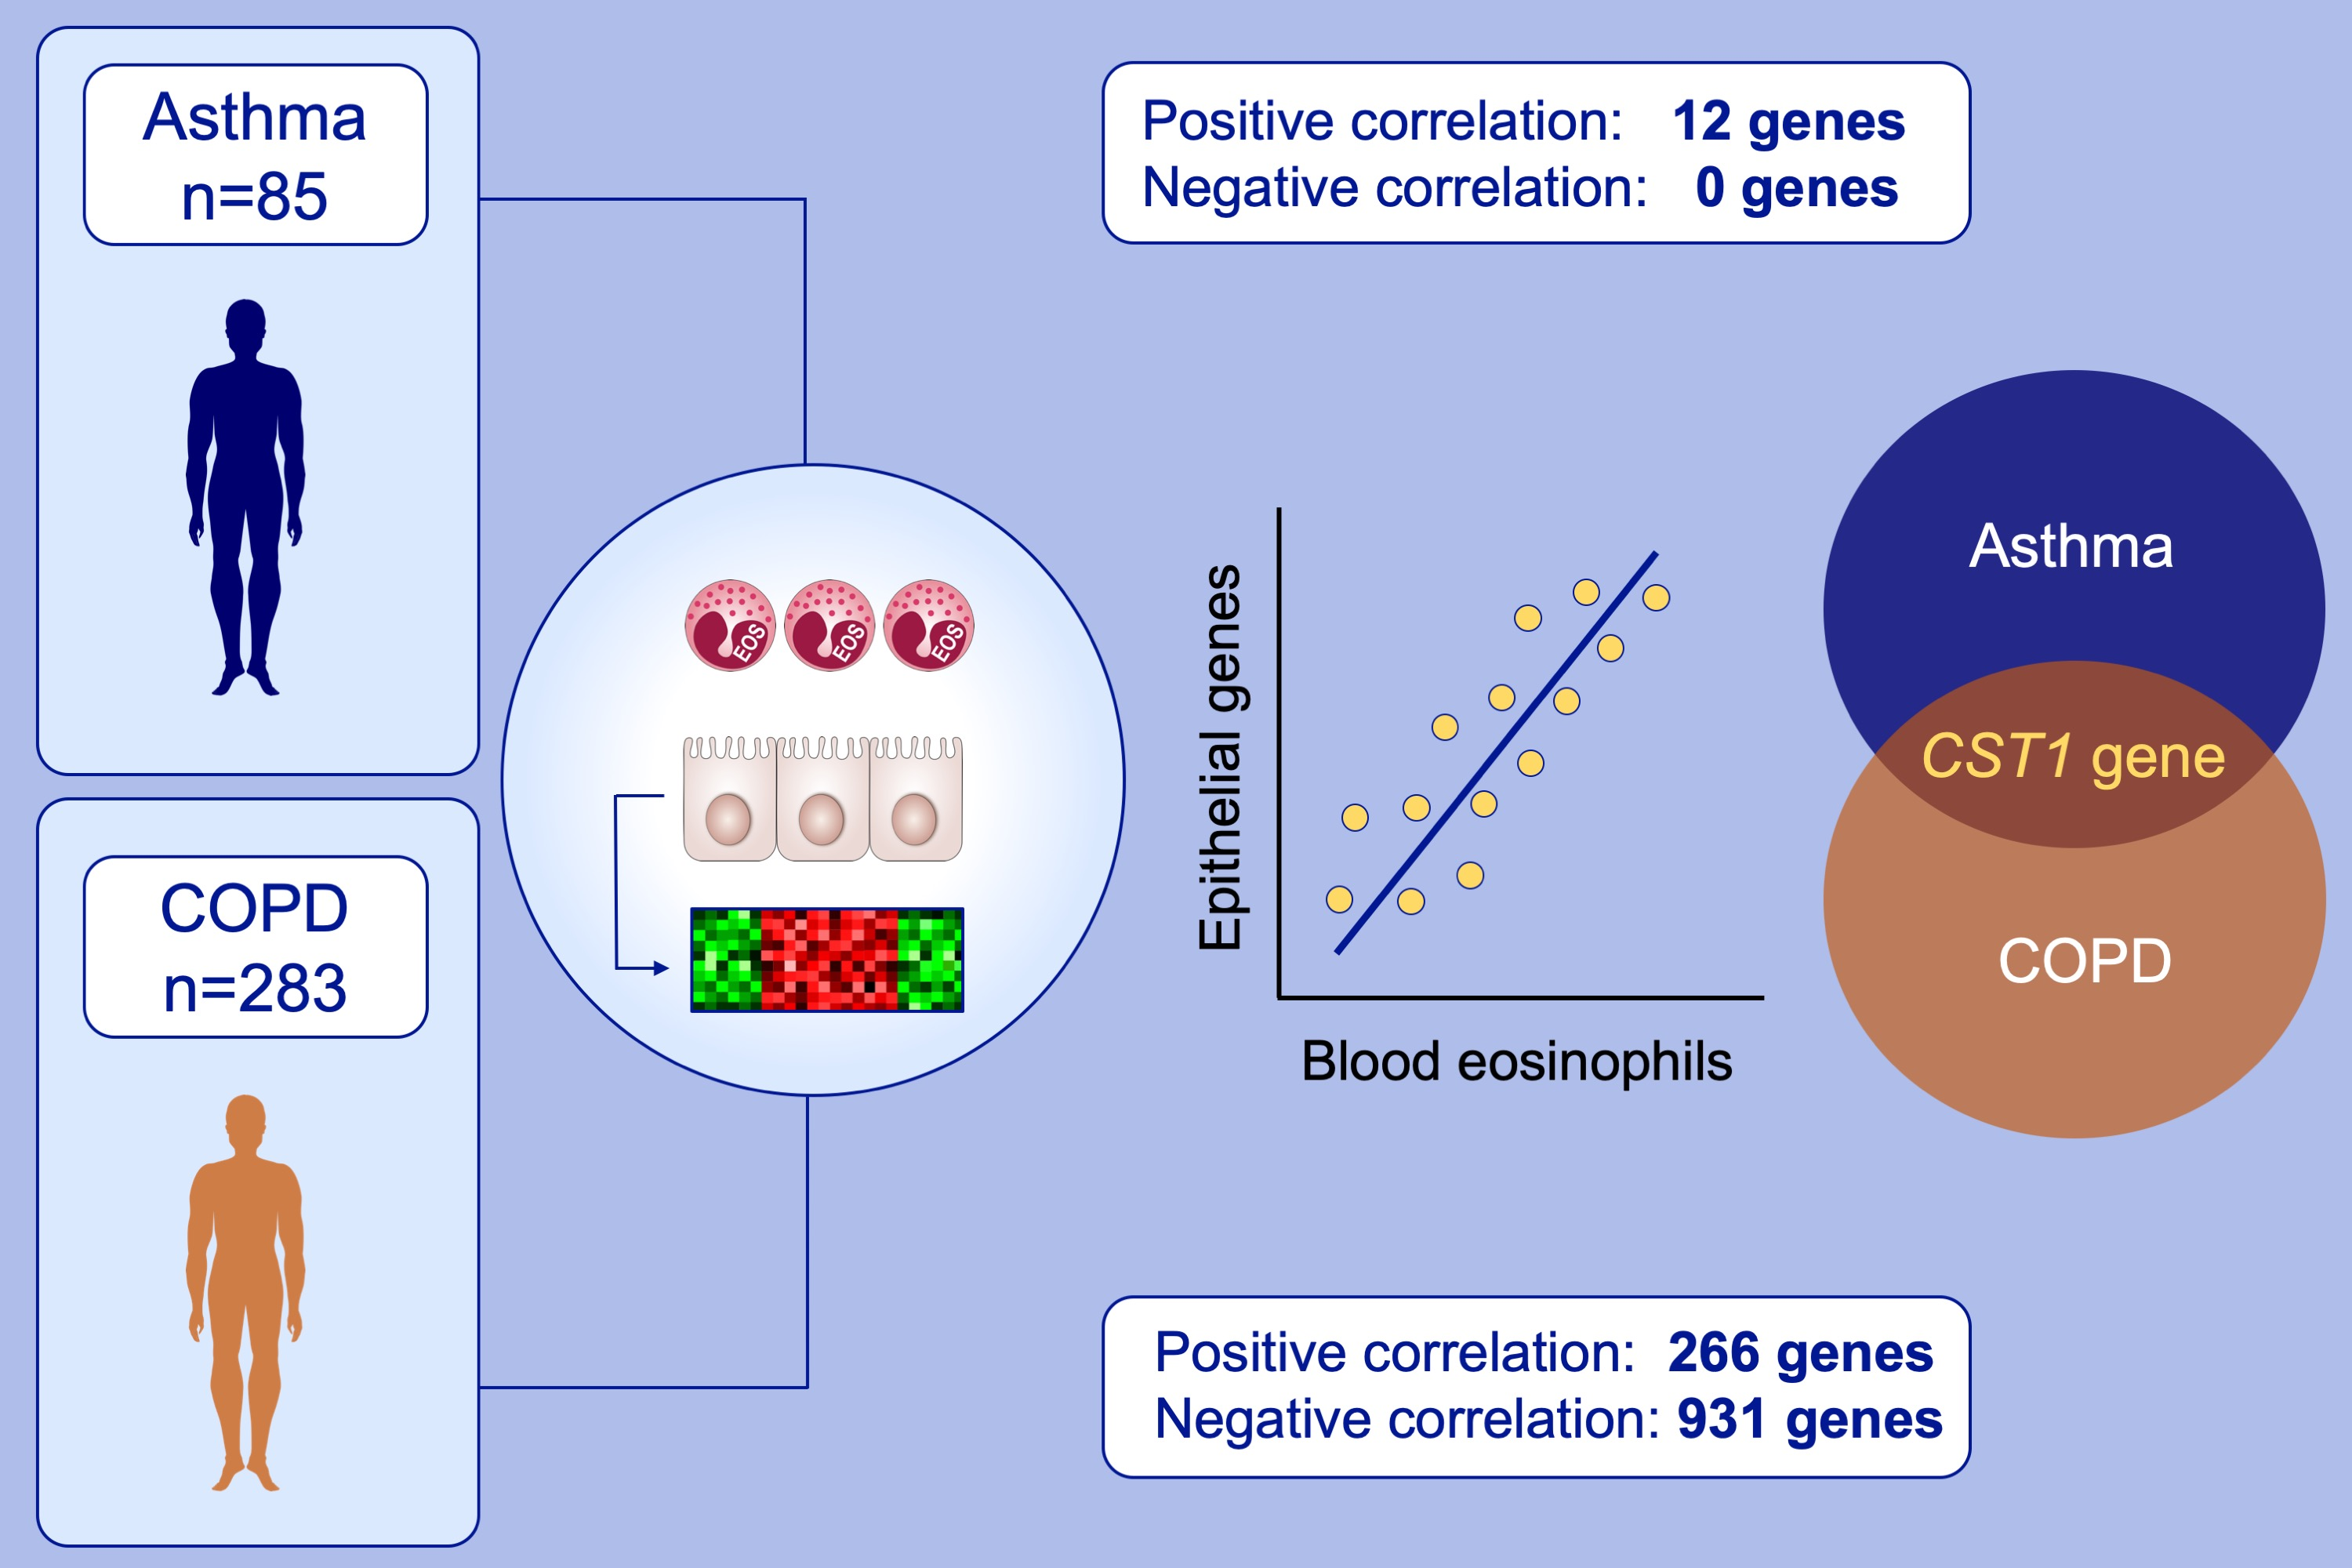 Asthma
n=85
COPD
n=283
EOS
EOS
EOS
Positive correlation: 12 genes
Negative correlation: 0 genes
Epithelial genes
Blood eosinophils
Asthma
CST1 gene
COPD
Positive correlation: 266 genes
Negative correlation: 931 genes